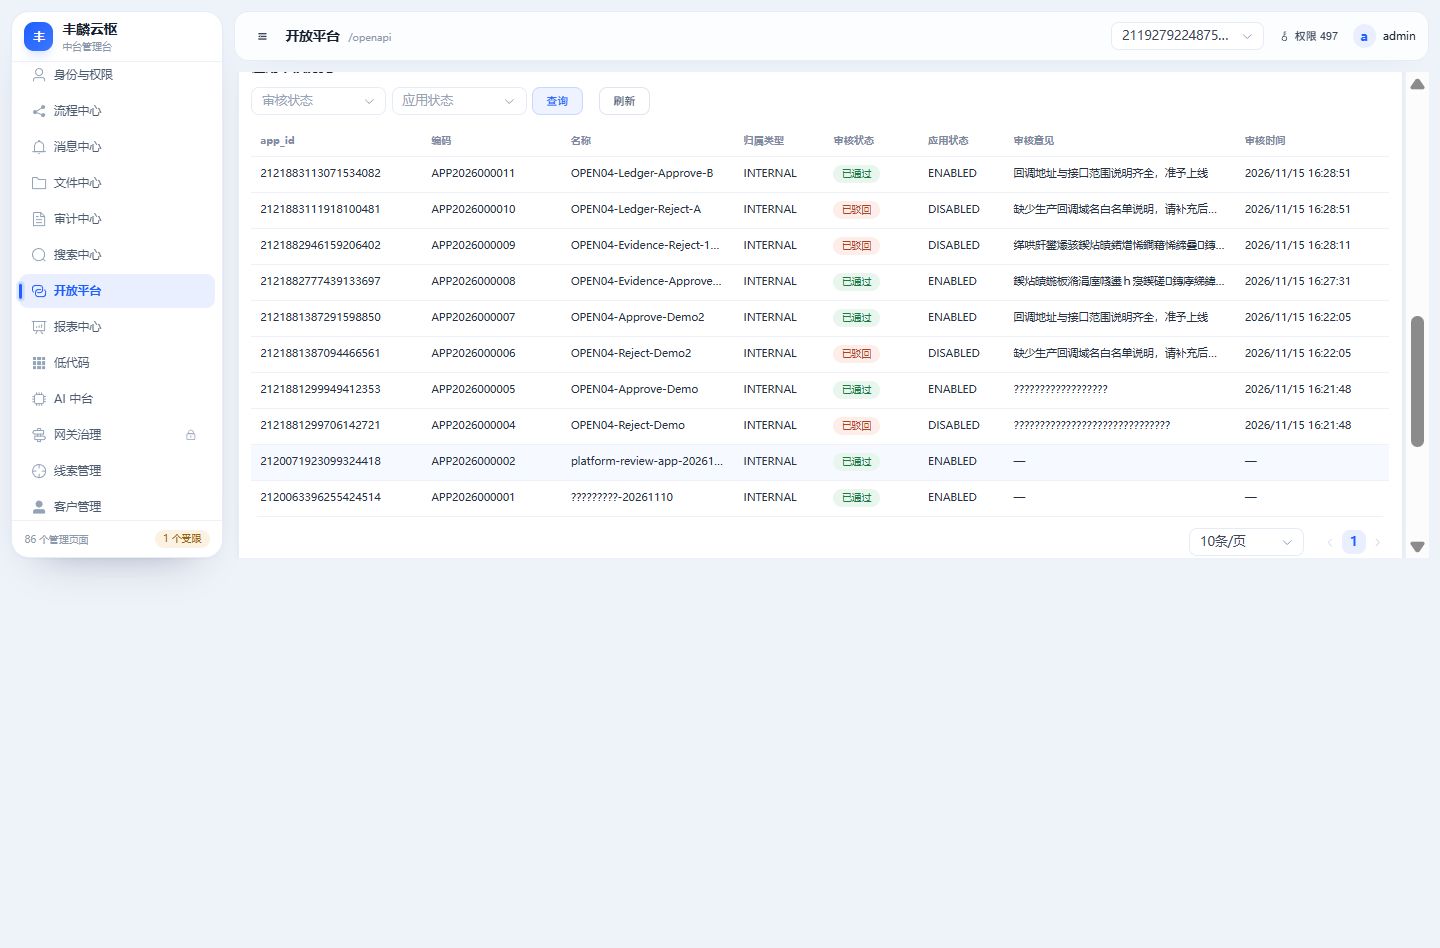 丰
丰麟云枢
中台管理台
开放平台
/openapi
2119279224875...
权限 497
a
admin
身份与权限
流程中心
消息中心
文件中心
审计中心
搜索中心
开放平台
报表中心
低代码
AI 中台
网关治理
线索管理
客户管理
86 个管理页面
1 个受限
审核状态
应用状态
查询
刷新
app_id 编码 名称 归属类型 审核状态 应用状态 审核意见 审核时间
2121883113071534082 APP2026000011 OPEN04-Ledger-Approve-B INTERNAL 已通过 ENABLED 回调地址与接口范围说明齐全，准予上线 2026/11/15 16:28:51
2121883111918100481 APP2026000010 OPEN04-Ledger-Reject-A INTERNAL 已驳回 DISABLED 缺少生产回调域名白名单说明，请补充后... 2026/11/15 16:28:51
2121882946159206402 APP2026000009 OPEN04-Evidence-Reject-1... INTERNAL 已驳回 DISABLED 2026/11/15 16:28:11
2121882777439133697 APP2026000008 OPEN04-Evidence-Approve... INTERNAL 已通过 ENABLED 2026/11/15 16:27:31
2121881387291598850 APP2026000007 OPEN04-Approve-Demo2 INTERNAL 已通过 ENABLED 回调地址与接口范围说明齐全，准予上线 2026/11/15 16:22:05
2121881387094466561 APP2026000006 OPEN04-Reject-Demo2 INTERNAL 已驳回 DISABLED 缺少生产回调域名白名单说明，请补充后... 2026/11/15 16:22:05
2121881299949412353 APP2026000005 OPEN04-Approve-Demo INTERNAL 已通过 ENABLED ?????????????????? 2026/11/15 16:21:48
2121881299706142721 APP2026000004 OPEN04-Reject-Demo INTERNAL 已驳回 DISABLED ?????????????????????????????? 2026/11/15 16:21:48
2120071923099324418 APP2026000002 platform-review-app-20261... INTERNAL 已通过 ENABLED — —
2120063396255424514 APP2026000001 ?????????-20261110 INTERNAL 已通过 ENABLED — —
10条/页
1